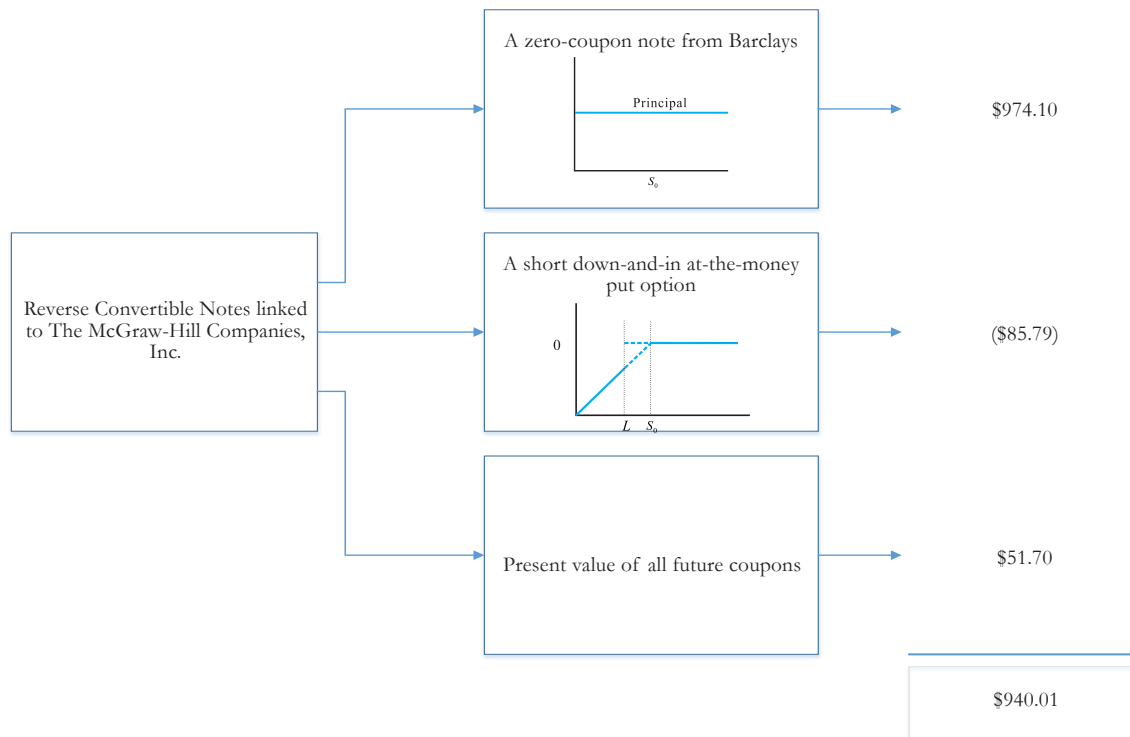 A zero-coupon note from Barclays
Principal
S₀
$974.10
Reverse Convertible Notes linked
to The McGraw-Hill Companies,
Inc.
A short down-and-in at-the-money
put option
0
L S₀
($85.79)
Present value of all future coupons
$51.70
$940.01